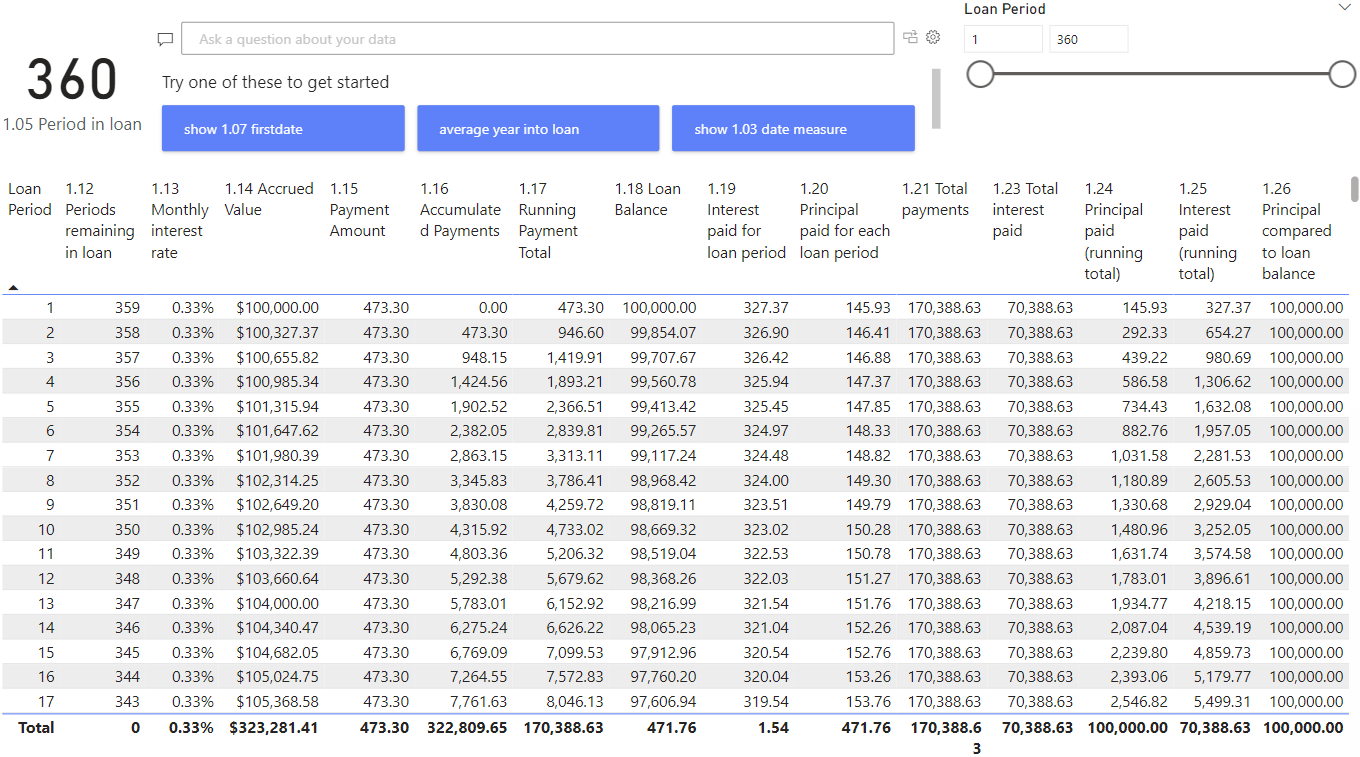 Loan Period
Ask a question about your data
1 360
360
1.05 Period in loan
Try one of these to get started
show 1.07 firstdate average year into loan show 1.03 date measure
Loan 1.12 1.13 1.14 Accrued 1.15 1.16 1.17 1.18 Loan 1.19 1.20 1.21 Total 1.23 Total 1.24 1.25 1.26
Period Periods Monthly Value Payment Accumulate Running Balance Interest Principal payments interest Principal Interest Principal
remaining interest Amount d Payments Payment paid for paid for each paid paid paid compared
in loan rate Total loan period loan period (running (running to loan
total) total) balance
1 359 0.33% $100,000.00 473.30 0.00 473.30 100,000.00 327.37 145.93 170,388.63 70,388.63 145.93 327.37 100,000.00
2 358 0.33% $100,327.37 473.30 473.30 946.60 99,854.07 326.90 146.41 170,388.63 70,388.63 292.33 654.27 100,000.00
3 357 0.33% $100,655.82 473.30 948.15 1,419.91 99,707.67 326.42 146.88 170,388.63 70,388.63 439.22 980.69 100,000.00
4 356 0.33% $100,985.34 473.30 1,424.56 1,893.21 99,560.78 325.94 147.37 170,388.63 70,388.63 586.58 1,306.62 100,000.00
5 355 0.33% $101,315.94 473.30 1,902.52 2,366.51 99,413.42 325.45 147.85 170,388.63 70,388.63 734.43 1,632.08 100,000.00
6 354 0.33% $101,647.62 473.30 2,382.05 2,839.81 99,265.57 324.97 148.33 170,388.63 70,388.63 882.76 1,957.05 100,000.00
7 353 0.33% $101,980.39 473.30 2,863.15 3,313.11 99,117.24 324.48 148.82 170,388.63 70,388.63 1,031.58 2,281.53 100,000.00
8 352 0.33% $102,314.25 473.30 3,345.83 3,786.41 98,968.42 324.00 149.30 170,388.63 70,388.63 1,180.89 2,605.53 100,000.00
9 351 0.33% $102,649.20 473.30 3,830.08 4,259.72 98,819.11 323.51 149.79 170,388.63 70,388.63 1,330.68 2,929.04 100,000.00
10 350 0.33% $102,985.24 473.30 4,315.92 4,733.02 98,669.32 323.02 150.28 170,388.63 70,388.63 1,480.96 3,252.05 100,000.00
11 349 0.33% $103,322.39 473.30 4,803.36 5,206.32 98,519.04 322.53 150.78 170,388.63 70,388.63 1,631.74 3,574.58 100,000.00
12 348 0.33% $103,660.64 473.30 5,292.38 5,679.62 98,368.26 322.03 151.27 170,388.63 70,388.63 1,783.01 3,896.61 100,000.00
13 347 0.33% $104,000.00 473.30 5,783.01 6,152.92 98,216.99 321.54 151.76 170,388.63 70,388.63 1,934.77 4,218.15 100,000.00
14 346 0.33% $104,340.47 473.30 6,275.24 6,626.22 98,065.23 321.04 152.26 170,388.63 70,388.63 2,087.04 4,539.19 100,000.00
15 345 0.33% $104,682.05 473.30 6,769.09 7,099.53 97,912.96 320.54 152.76 170,388.63 70,388.63 2,239.80 4,859.73 100,000.00
16 344 0.33% $105,024.75 473.30 7,264.55 7,572.83 97,760.20 320.04 153.26 170,388.63 70,388.63 2,393.06 5,179.77 100,000.00
17 343 0.33% $105,368.58 473.30 7,761.63 8,046.13 97,606.94 319.54 153.76 170,388.63 70,388.63 2,546.82 5,499.31 100,000.00
Total 0 0.33% $323,281.41 473.30 322,809.65 170,388.63 471.76 1.54 471.76 170,388.6 70,388.63 100,000.00 70,388.63 100,000.00
3